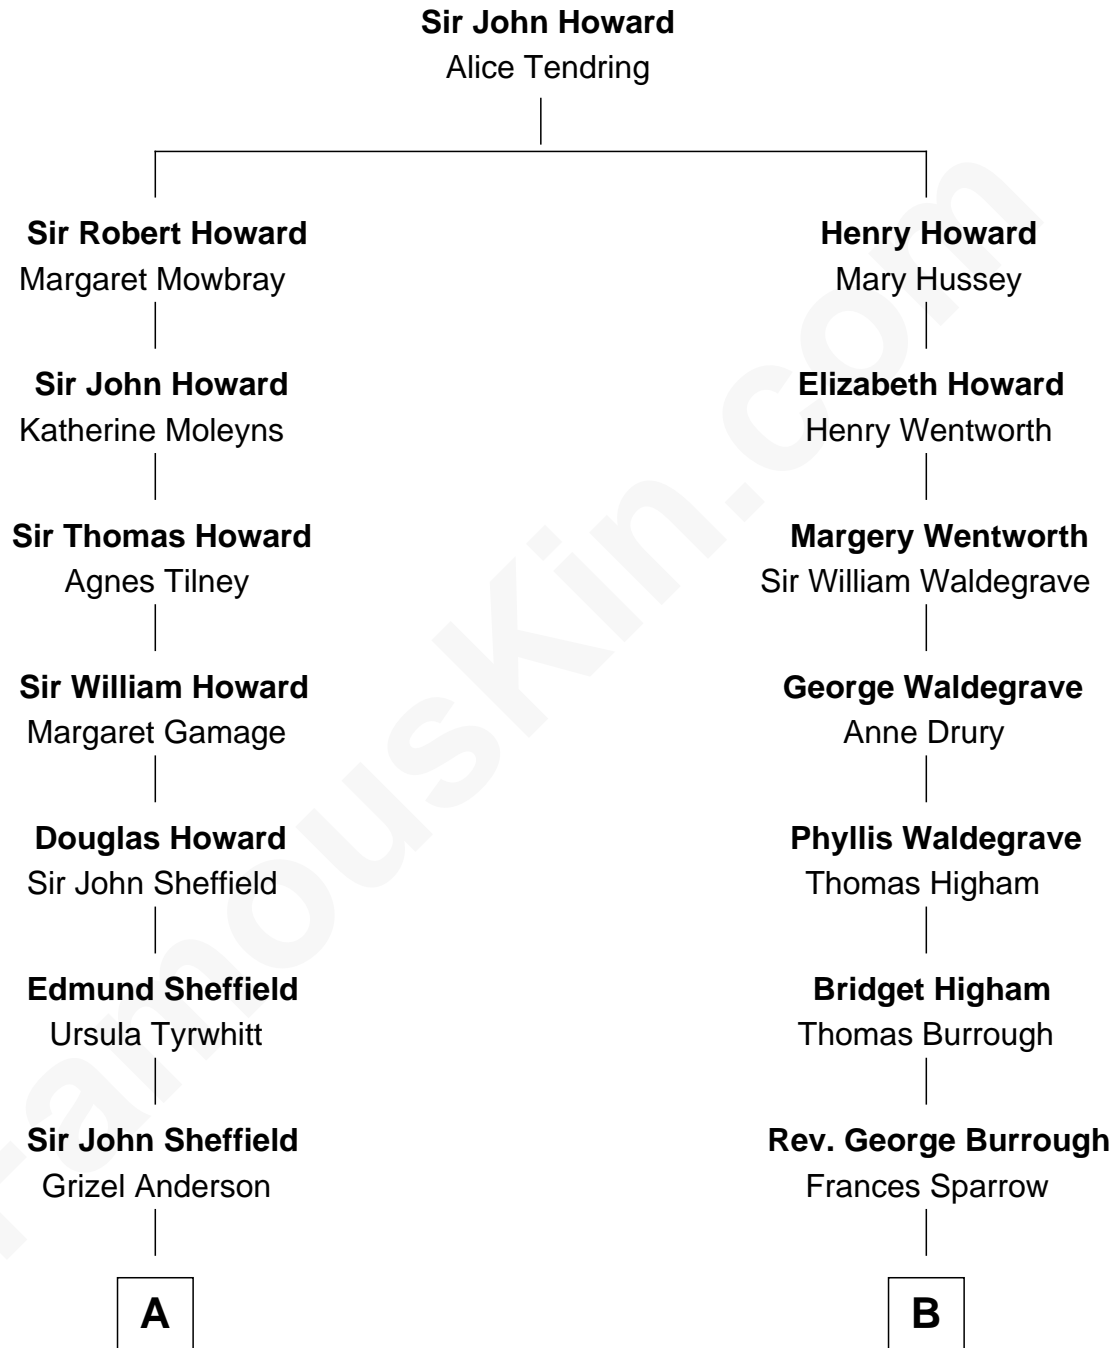 Sir John Howard
Alice Tendring
Sir Robert Howard
Margaret Mowbray
Henry Howard
Mary Hussey
Sir John Howard
Katherine Moleyns
Elizabeth Howard
Henry Wentworth
Sir Thomas Howard
Agnes Tilney
Margery Wentworth
Sir William Waldegrave
Sir William Howard
Margaret Gamage
George Waldegrave
Anne Drury
Douglas Howard
Sir John Sheffield
Phyllis Waldegrave
Thomas Higham
Edmund Sheffield
Ursula Tyrwhitt
Bridget Higham
Thomas Burrough
Sir John Sheffield
Grizel Anderson
Rev. George Burrough
Frances Sparrow
A
B
FamousKin.com